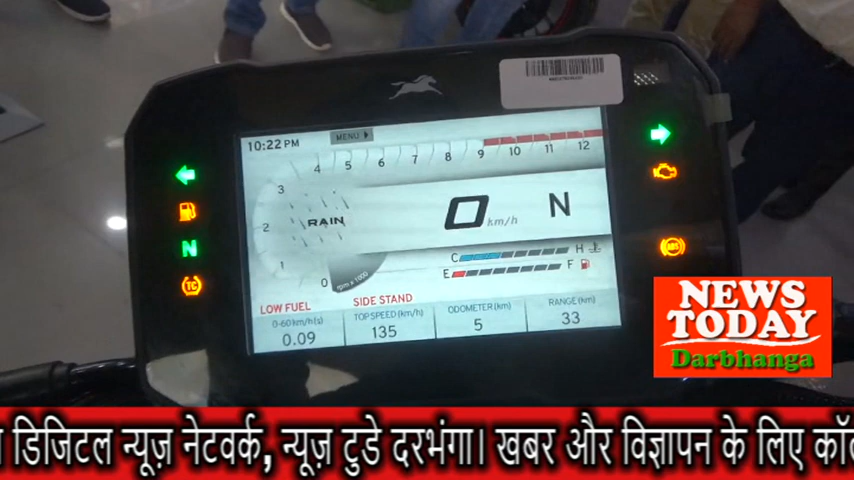 10:22 PM
MENU
0 1 2 3 4 5 6 7 8 9 10 11 12
RAIN
0 km/h N
rpm x 1000
C H
E F
LOW FUEL SIDE STAND
0-60 km/h (s) TOP SPEED (km/h) ODOMETER (km) RANGE (km)
0.09 135 5 33
N
TC
ABS
NEWS
TODAY
Darbhanga
डिजिटल न्यूज़ नेटवर्क, न्यूज़ टुडे दरभंगा। खबर और विज्ञापन के लिए